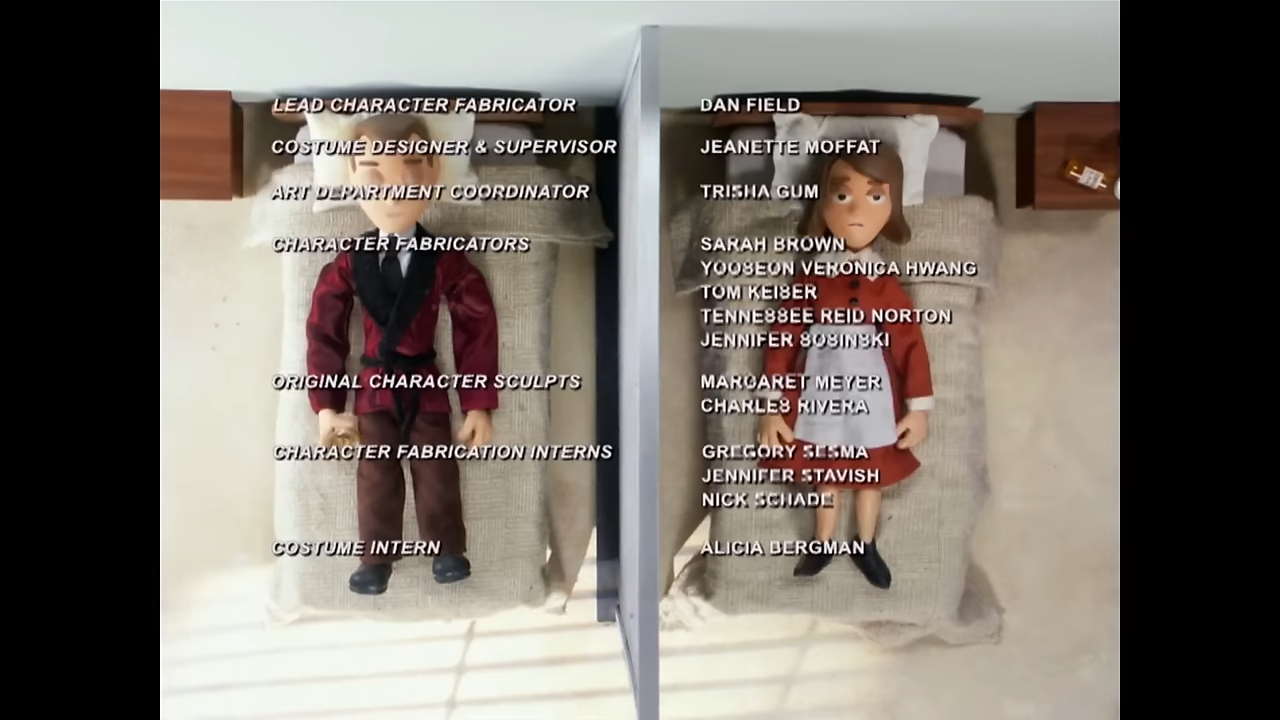 LEAD CHARACTER FABRICATOR DAN FIELD
COSTUME DESIGNER & SUPERVISOR JEANETTE MOFFAT
ART DEPARTMENT COORDINATOR TRISHA GUM
CHARACTER FABRICATORS SARAH BROWN
YOOSEON VERONICA HWANG
TOM KEISER
TENNESSEE REID NORTON
JENNIFER SOSINSKI
ORIGINAL CHARACTER SCULPTS MARGARET MEYER
CHARLES RIVERA
CHARACTER FABRICATION INTERNS GREGORY SESMA
JENNIFER STAVISH
NICK SCHADE
COSTUME INTERN ALICIA BERGMAN